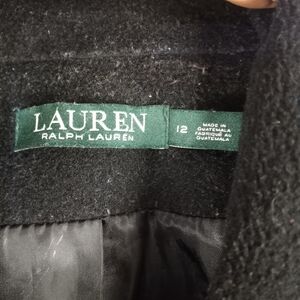 LAUREN
RALPH LAUREN
12
MADE IN
GUATEMALA
FABRIQUÉ AU
GUATEMALA